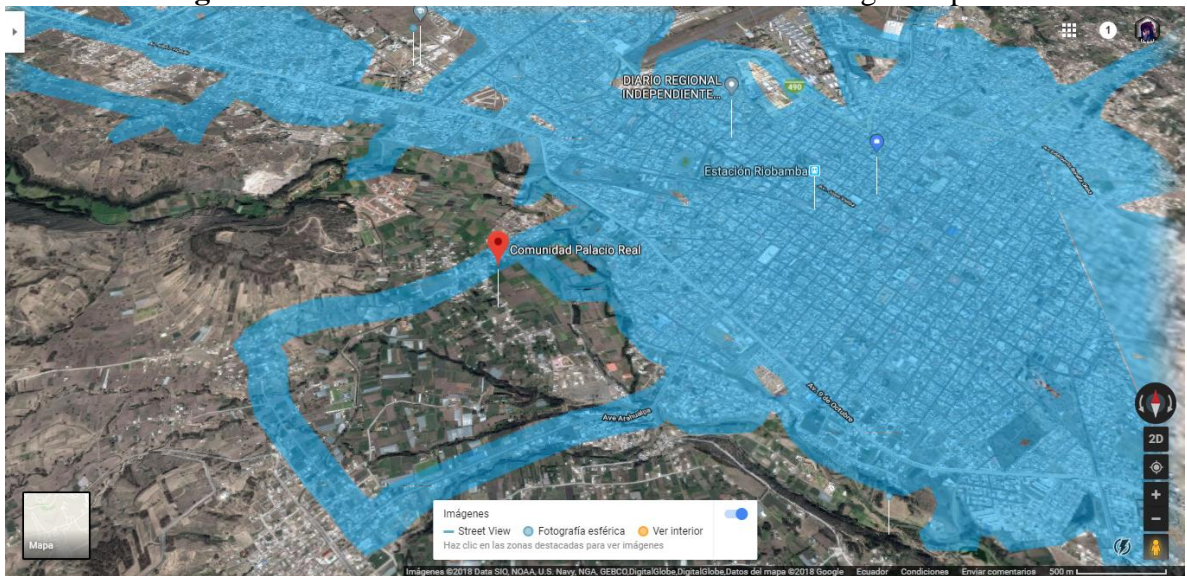 DIARIO REGIONAL
INDEPENDIENTE...
490
1
Estación Riobamba
Comunidad Palacio Real
Ave Atahualpa
Av. 9 de Octubre
2D
+
−
Mapa
Imágenes
Street View Fotografía esférica Ver interior
Haz clic en las zonas destacadas para ver imágenes
Imágenes ©2018 Data SIO, NOAA, U.S. Navy, NGA, GEBCO,DigitalGlobe,DigitalGlobe,Datos del mapa ©2018 Google Ecuador Condiciones Enviar comentarios 500 m